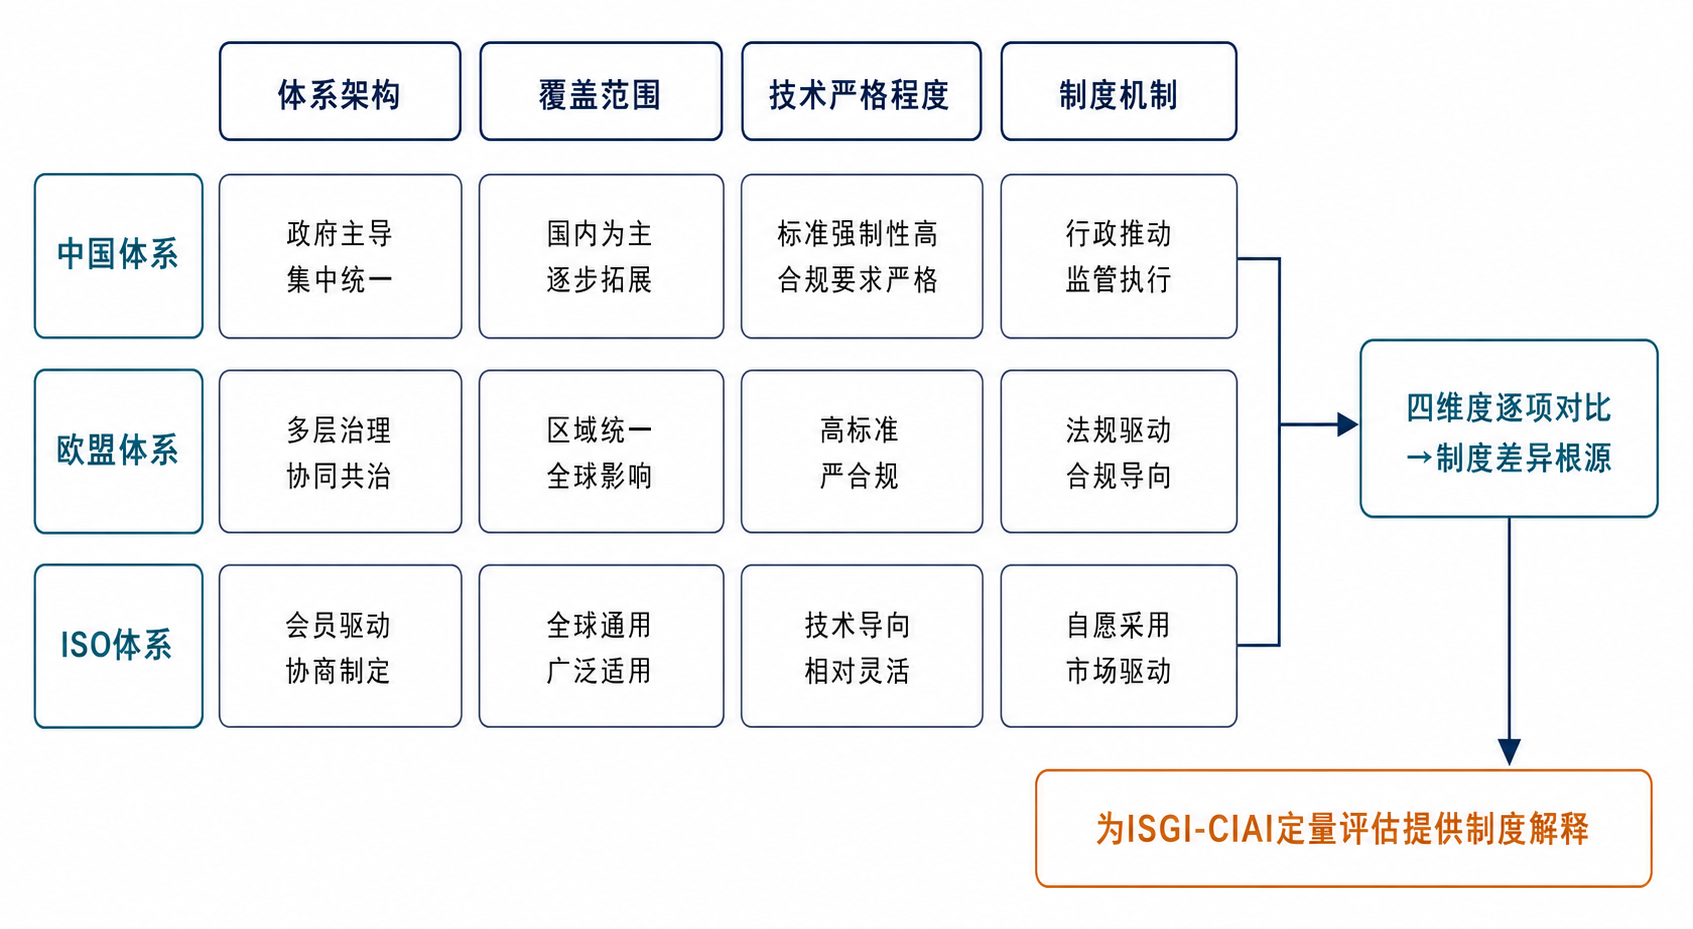 体系架构
覆盖范围
技术严格程度
制度机制
中国体系
政府主导
集中统一
国内为主
逐步拓展
标准强制性高
合规要求严格
行政推动
监管执行
欧盟体系
多层治理
协同共治
区域统一
全球影响
高标准
严合规
法规驱动
合规导向
ISO体系
会员驱动
协商制定
全球通用
广泛适用
技术导向
相对灵活
自愿采用
市场驱动
四维度逐项对比
→制度差异根源
为ISGI-CIAI定量评估提供制度解释